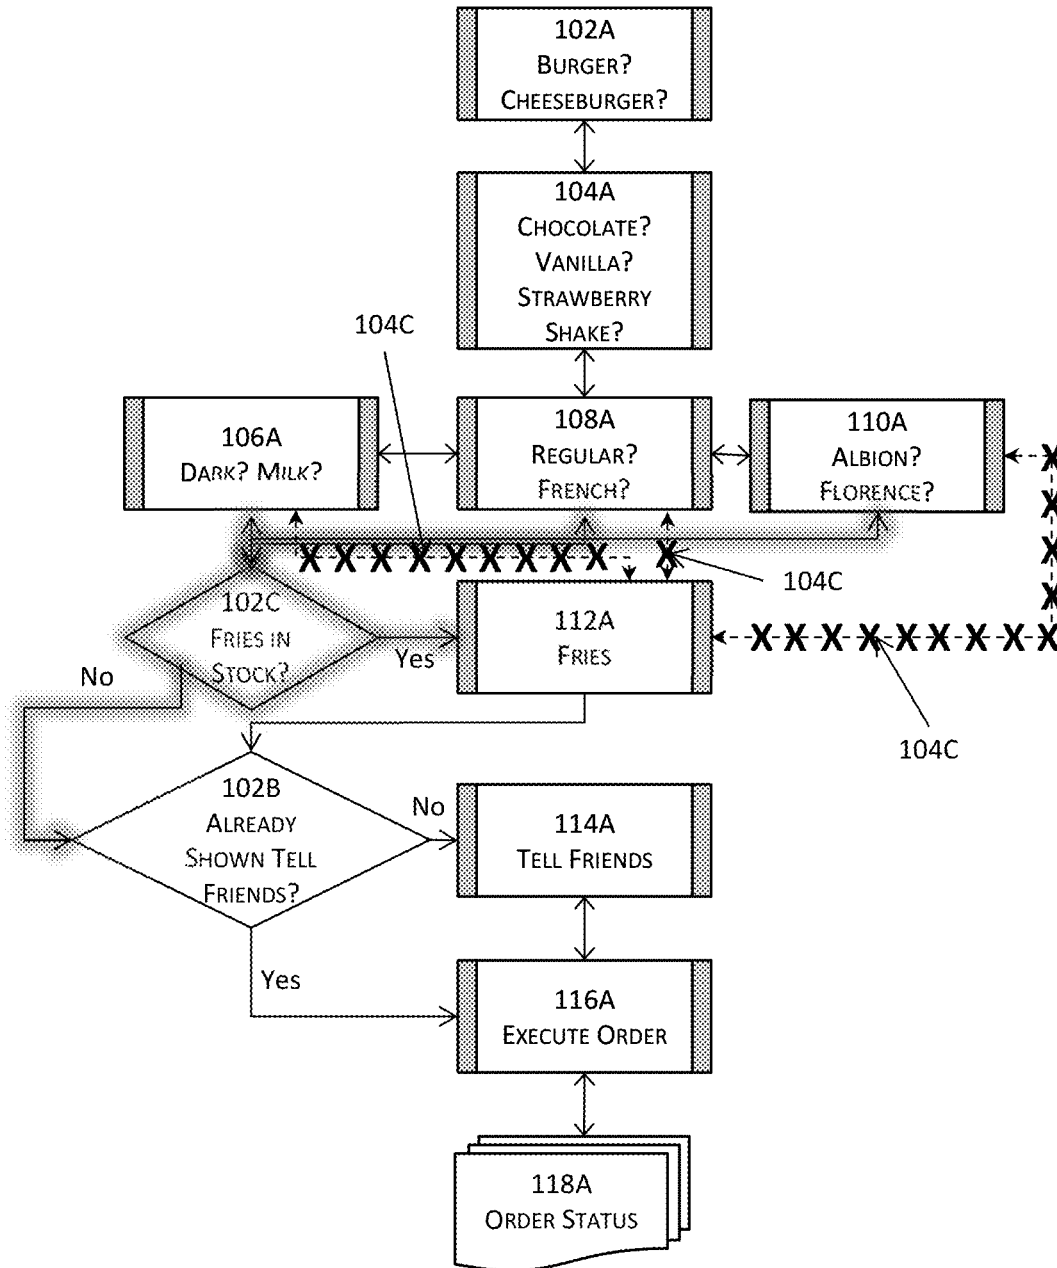 102A
BURGER?
CHEESEBURGER?
104A
CHOCOLATE?
VANILLA?
STRAWBERRY
SHAKE?
104C
106A
DARK? MILK?
108A
REGULAR?
FRENCH?
110A
ALBION?
FLORENCE?
X
X
X
X
X X X X X X X X X
X
104C
102C
FRIES IN
STOCK?
Yes
112A
FRIES
X X X X X X X X X
No
104C
102B
ALREADY
SHOWN TELL
FRIENDS?
No
114A
TELL FRIENDS
Yes
116A
EXECUTE ORDER
118A
ORDER STATUS